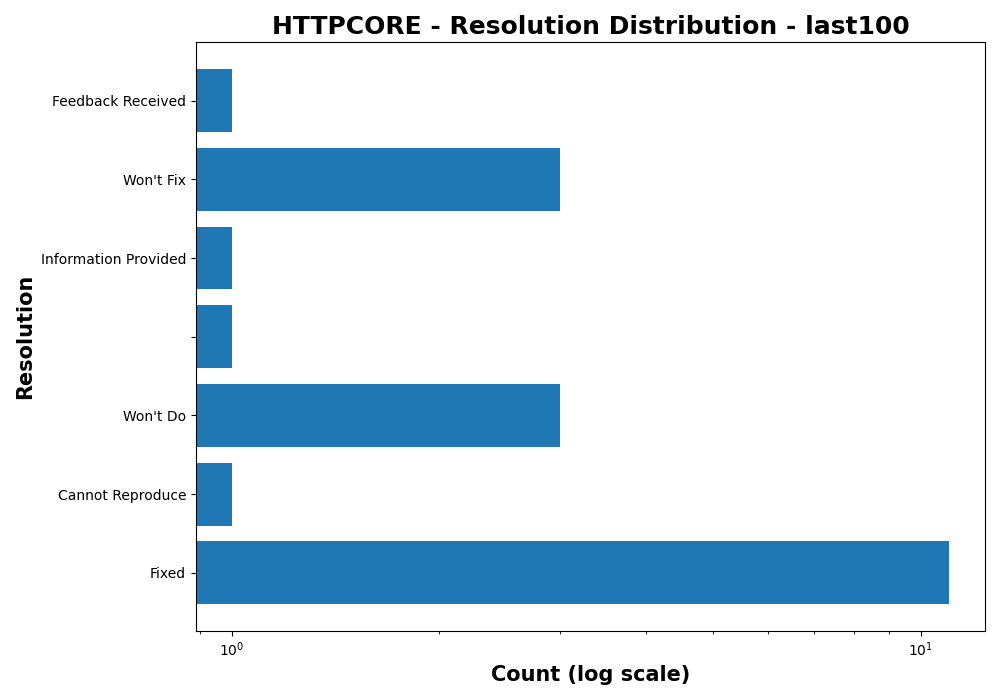 HTTPCORE - Resolution Distribution - last100
Feedback Received
Won't Fix
Information Provided
Won't Do
Cannot Reproduce
Fixed
Resolution
10⁰
10¹
Count (log scale)